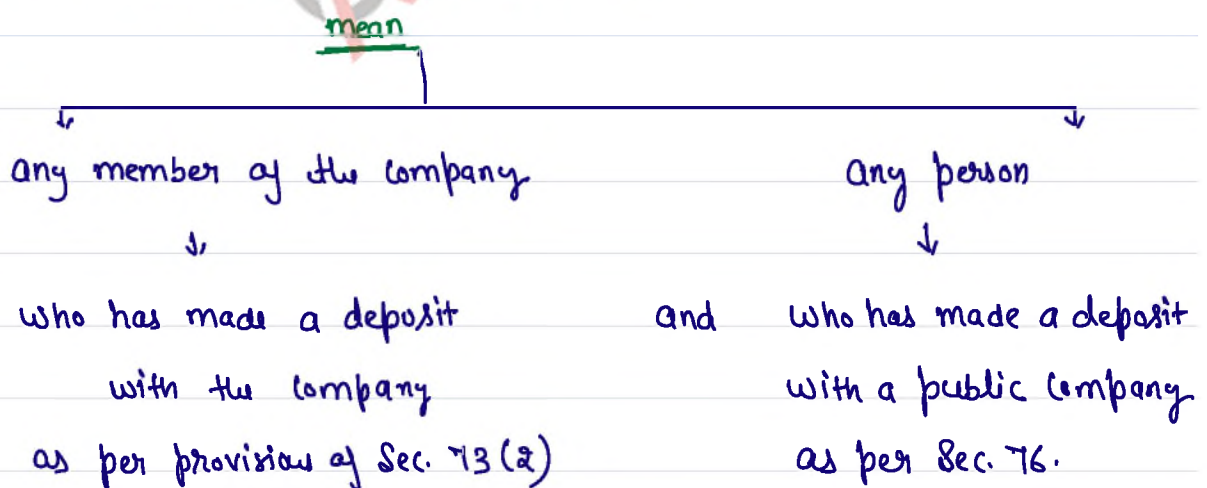 mean
any member of the company any person
who has made a deposit and who has made a deposit
with the company with a public company
as per provisions of Sec. 73(2) as per Sec. 76.